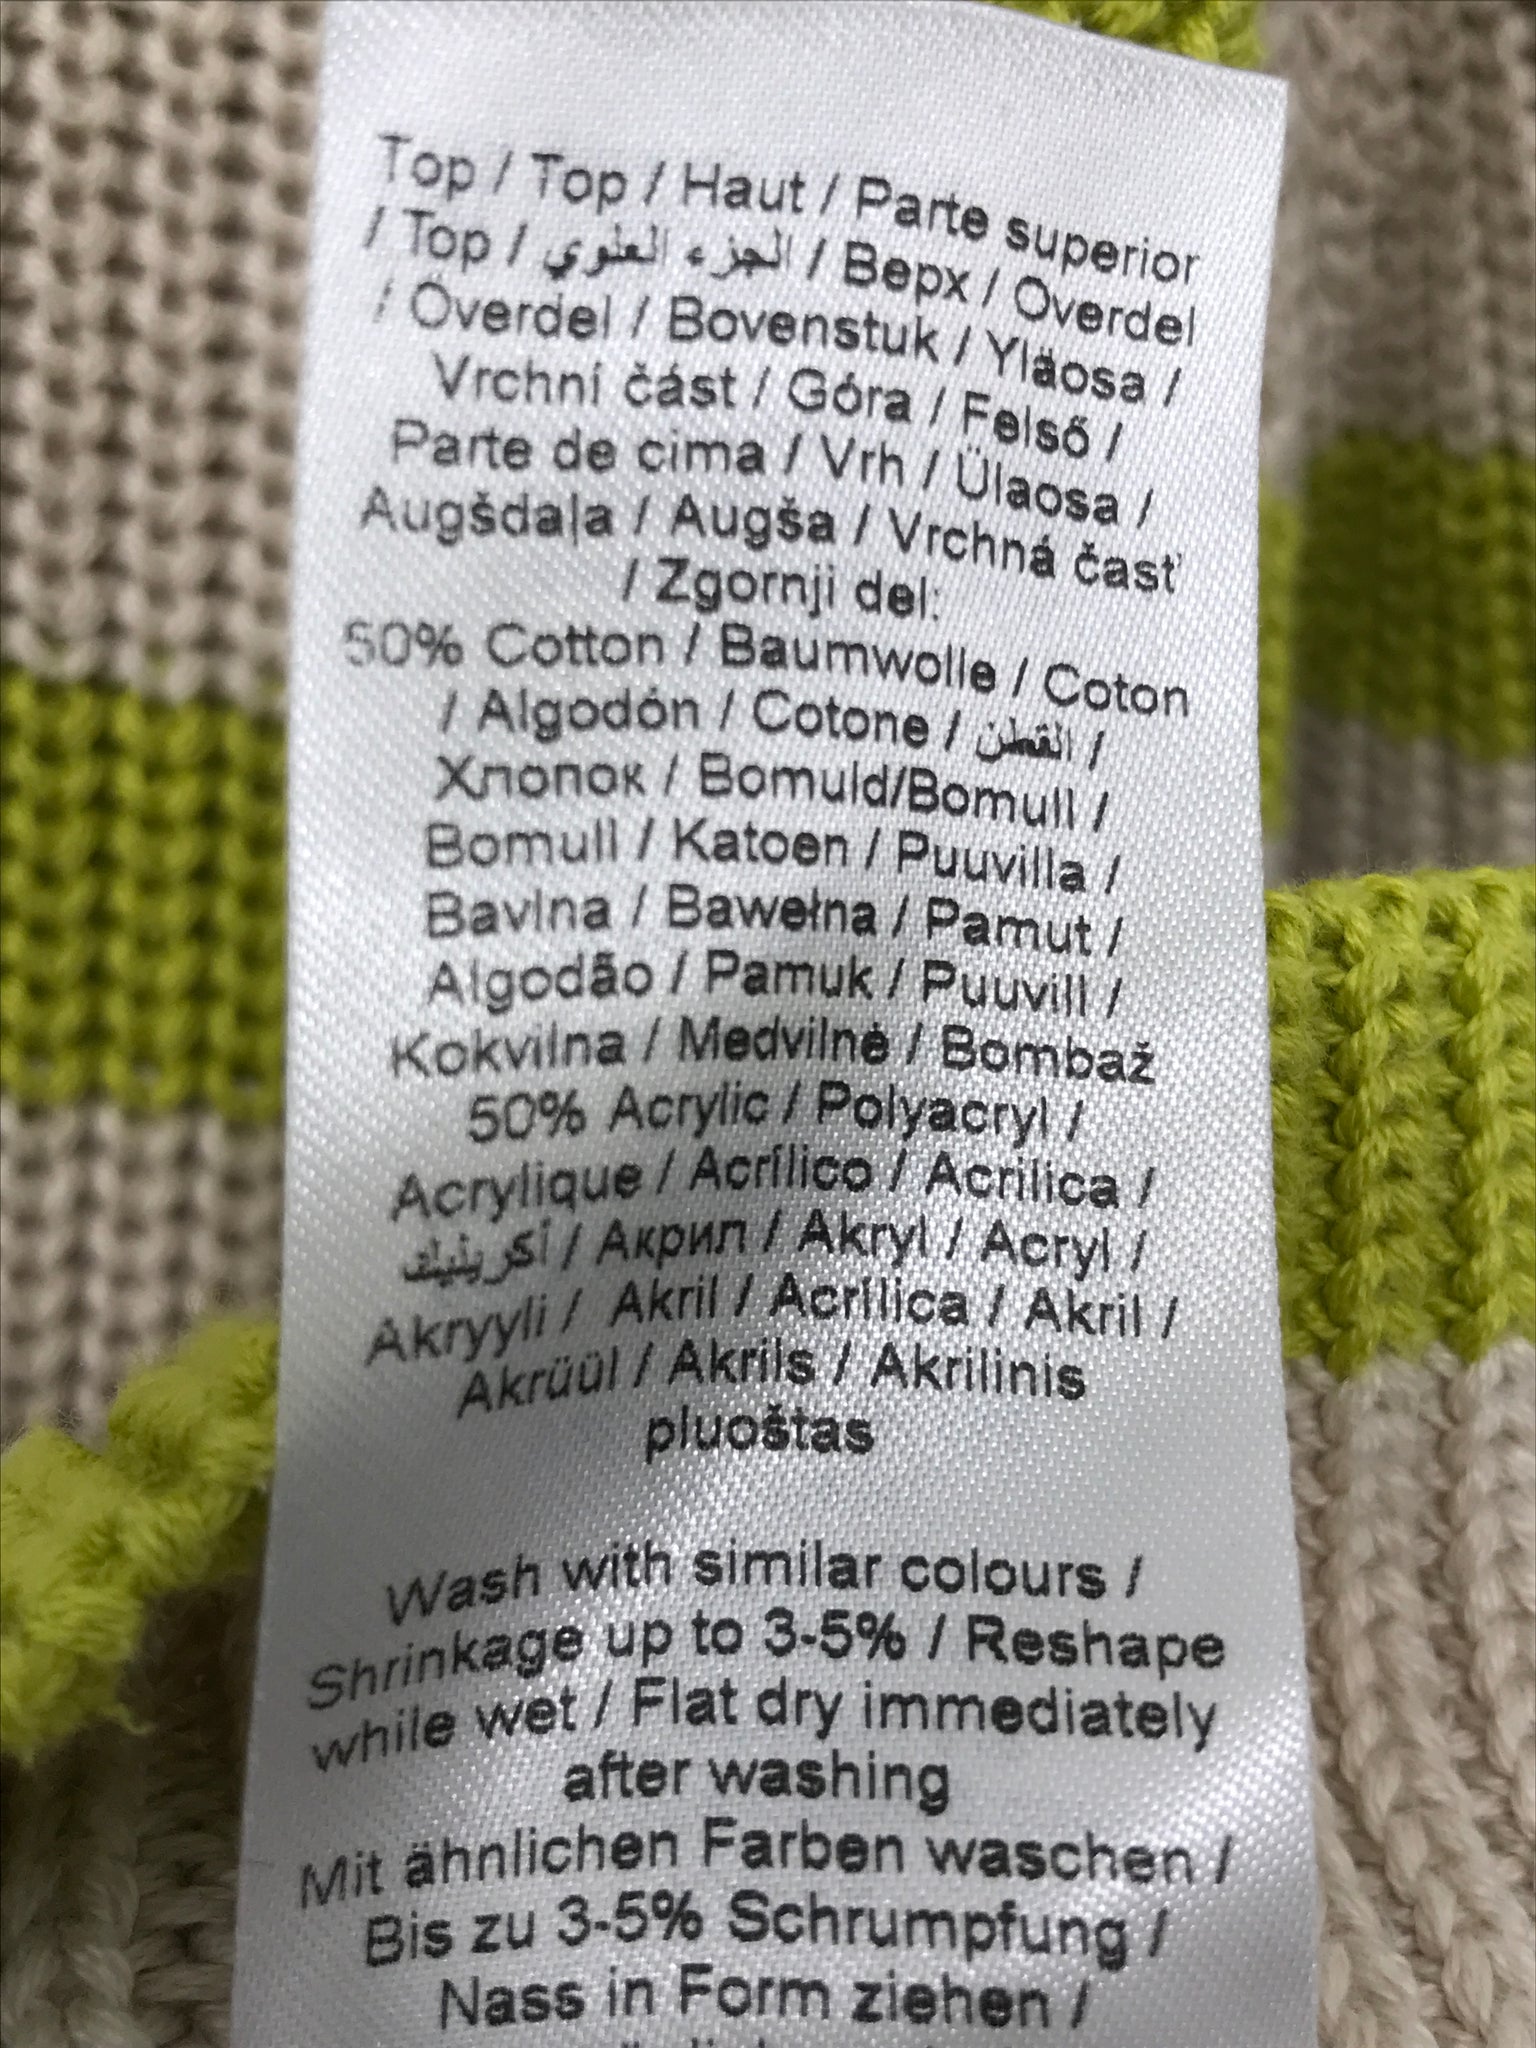 Top / Top / Haut / Parte superior
/ Top / الجزء العلوي / Верх / Overdel
/ Överdel / Bovenstuk / Yläosa /
Vrchní část / Góra / Felső /
Parte de cima / Vrh / Ülaosa /
Augšdaļa / Augša / Vrchná časť
/ Zgornji del:
50% Cotton / Baumwolle / Coton
/ Algodón / Cotone / القطن /
Хлопок / Bomuld/Bomull /
Bomull / Katoen / Puuvilla /
Bavlna / Bawełna / Pamut /
Algodão / Pamuk / Puuvill /
Kokvilna / Medvilnė / Bombaž
50% Acrylic / Polyacryl /
Acrylique / Acrílico / Acrilica /
أكريلنيك / Акрил / Akryl / Acryl /
Akryyli / Akril / Acrílica / Akril /
Akrüül / Akrils / Akrilinis
pluoštas
Wash with similar colours /
Shrinkage up to 3-5% / Reshape
while wet / Flat dry immediately
after washing
Mit ähnlichen Farben waschen /
Bis zu 3-5% Schrumpfung /
Nass in Form ziehen /